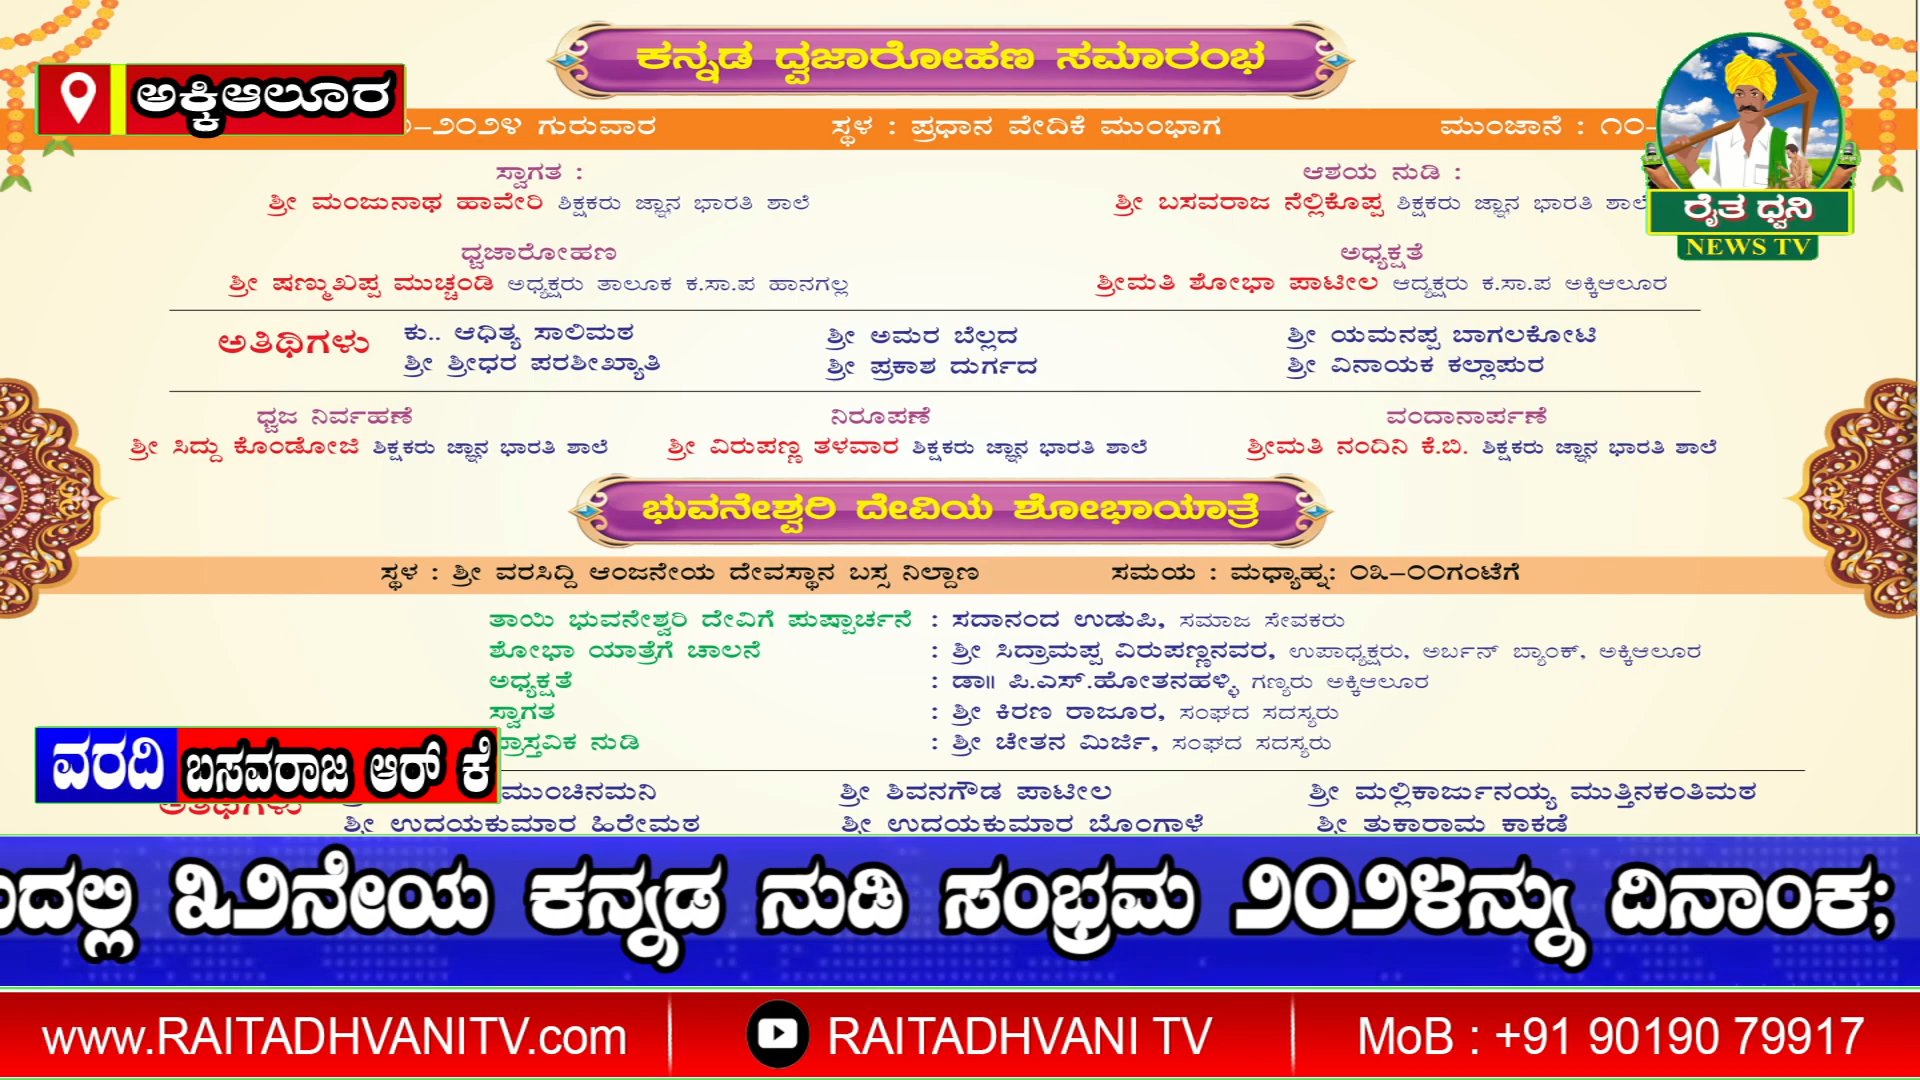 ಕನ್ನಡ ಧ್ವಜಾರೋಹಣ ಸಮಾರಂಭ
ಅಕ್ಕಿಆಲೂರ
-೨೦೨೪ ಗುರುವಾರ ಸ್ಥಳ : ಪ್ರಧಾನ ವೇದಿಕೆ ಮುಂಭಾಗ ಮುಂಜಾನೆ : ೧೦-
ಸ್ವಾಗತ : ಆಶಯ ನುಡಿ :
ಶ್ರೀ ಮಂಜುನಾಥ ಹಾವೇರಿ ಶಿಕ್ಷಕರು ಜ್ಞಾನ ಭಾರತಿ ಶಾಲೆ ಶ್ರೀ ಬಸವರಾಜ ನೆಲ್ಲಿಕೊಪ್ಪ ಶಿಕ್ಷಕರು ಜ್ಞಾನ ಭಾರತಿ ಶಾಲೆ
ರೈತ ಧ್ವನಿ
NEWS TV
ಧ್ವಜಾರೋಹಣ ಅಧ್ಯಕ್ಷತೆ
ಶ್ರೀ ಷಣ್ಮುಖಪ್ಪ ಮುಚ್ಚಂಡಿ ಅಧ್ಯಕ್ಷರು ತಾಲೂಕ ಕ.ಸಾ.ಪ ಹಾನಗಲ್ಲ ಶ್ರೀಮತಿ ಶೋಭಾ ಪಾಟೀಲ ಆದ್ಯಕ್ಷರು ಕ.ಸಾ.ಪ ಅಕ್ಕಿಆಲೂರ
ಅತಿಥಿಗಳು
ಕು.. ಆಧಿತ್ಯ ಸಾಲಿಮಠ ಶ್ರೀ ಅಮರ ಬೆಲ್ಲದ ಶ್ರೀ ಯಮನಪ್ಪ ಬಾಗಲಕೋಟಿ
ಶ್ರೀ ಶ್ರೀಧರ ಪರಶೀಖ್ಯಾತಿ ಶ್ರೀ ಪ್ರಕಾಶ ದುರ್ಗದ ಶ್ರೀ ವಿನಾಯಕ ಕಲ್ಲಾಪುರ
ಧ್ವಜ ನಿರ್ವಹಣೆ ನಿರೂಪಣೆ ವಂದಾನಾರ್ಪಣೆ
ಶ್ರೀ ಸಿದ್ದು ಕೊಂಡೋಜಿ ಶಿಕ್ಷಕರು ಜ್ಞಾನ ಭಾರತಿ ಶಾಲೆ ಶ್ರೀ ವಿರುಪಣ್ಣ ತಳವಾರ ಶಿಕ್ಷಕರು ಜ್ಞಾನ ಭಾರತಿ ಶಾಲೆ ಶ್ರೀಮತಿ ನಂದಿನಿ ಕೆ.ಬಿ. ಶಿಕ್ಷಕರು ಜ್ಞಾನ ಭಾರತಿ ಶಾಲೆ
ಭುವನೇಶ್ವರಿ ದೇವಿಯ ಶೋಭಾಯಾತ್ರೆ
ಸ್ಥಳ : ಶ್ರೀ ವರಸಿದ್ದಿ ಆಂಜನೇಯ ದೇವಸ್ಥಾನ ಬಸ್ಸ ನಿಲ್ದಾಣ ಸಮಯ : ಮಧ್ಯಾಹ್ನ: ೦೩-೦೦ಗಂಟೆಗೆ
ತಾಯಿ ಭುವನೇಶ್ವರಿ ದೇವಿಗೆ ಪುಷ್ಪಾರ್ಚನೆ : ಸದಾನಂದ ಉಡುಪಿ, ಸಮಾಜ ಸೇವಕರು
ಶೋಭಾ ಯಾತ್ರೆಗೆ ಚಾಲನೆ : ಶ್ರೀ ಸಿದ್ರಾಮಪ್ಪ ವಿರುಪಣ್ಣನವರ, ಉಪಾಧ್ಯಕ್ಷರು, ಅರ್ಬನ್ ಬ್ಯಾಂಕ್, ಅಕ್ಕಿಆಲೂರ
ಅಧ್ಯಕ್ಷತೆ : ಡಾ॥ ಪಿ.ಎಸ್.ಹೋತನಹಳ್ಳಿ, ಗಣ್ಯರು ಅಕ್ಕಿಆಲೂರ
ಸ್ವಾಗತ : ಶ್ರೀ ಕಿರಣ ರಾಜೂರ, ಸಂಘದ ಸದಸ್ಯರು
ಪ್ರಾಸ್ತವಿಕ ನುಡಿ : ಶ್ರೀ ಚೇತನ ಮಿರ್ಜಿ, ಸಂಘದ ಸದಸ್ಯರು
ವರದಿ ಬಸವರಾಜ ಆರ್ ಕೆ
ಅತಿಥಿಗಳು
ಮುಂಚಿನಮನಿ ಶ್ರೀ ಶಿವನಗೌಡ ಪಾಟೀಲ ಶ್ರೀ ಮಲ್ಲಿಕಾರ್ಜುನಯ್ಯ ಮುತ್ತಿನಕಂತಿಮಠ
ಶ್ರೀ ಉದಯಕುಮಾರ ಹಿರೇಮಠ ಶ್ರೀ ಉದಯಕುಮಾರ ಬೊಂಗಾಳೆ ಶ್ರೀ ತುಕಾರಾಮ ಕಾಕಡೆ
ದಲ್ಲಿ ೩೨ನೇಯ ಕನ್ನಡ ನುಡಿ ಸಂಭ್ರಮ ೨೦೨೪ನ್ನು ದಿನಾಂಕ;
www.RAITADHVANITV.com RAITADHVANI TV MoB : +91 90190 79917